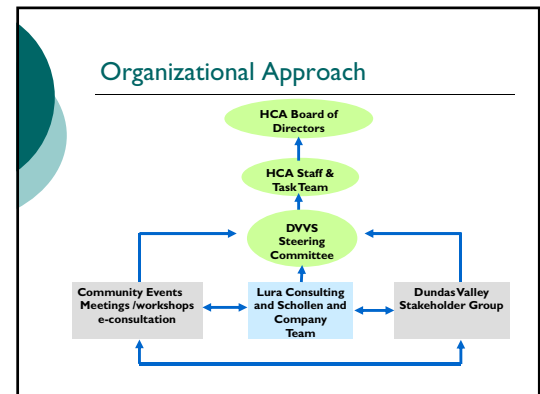 Organizational Approach
HCA Board of
Directors
HCA Staff &
Task Team
DVVS
Steering
Committee
Community Events
Meetings /workshops
e-consultation
Lura Consulting
and Schollen and
Company
Team
Dundas Valley
Stakeholder Group